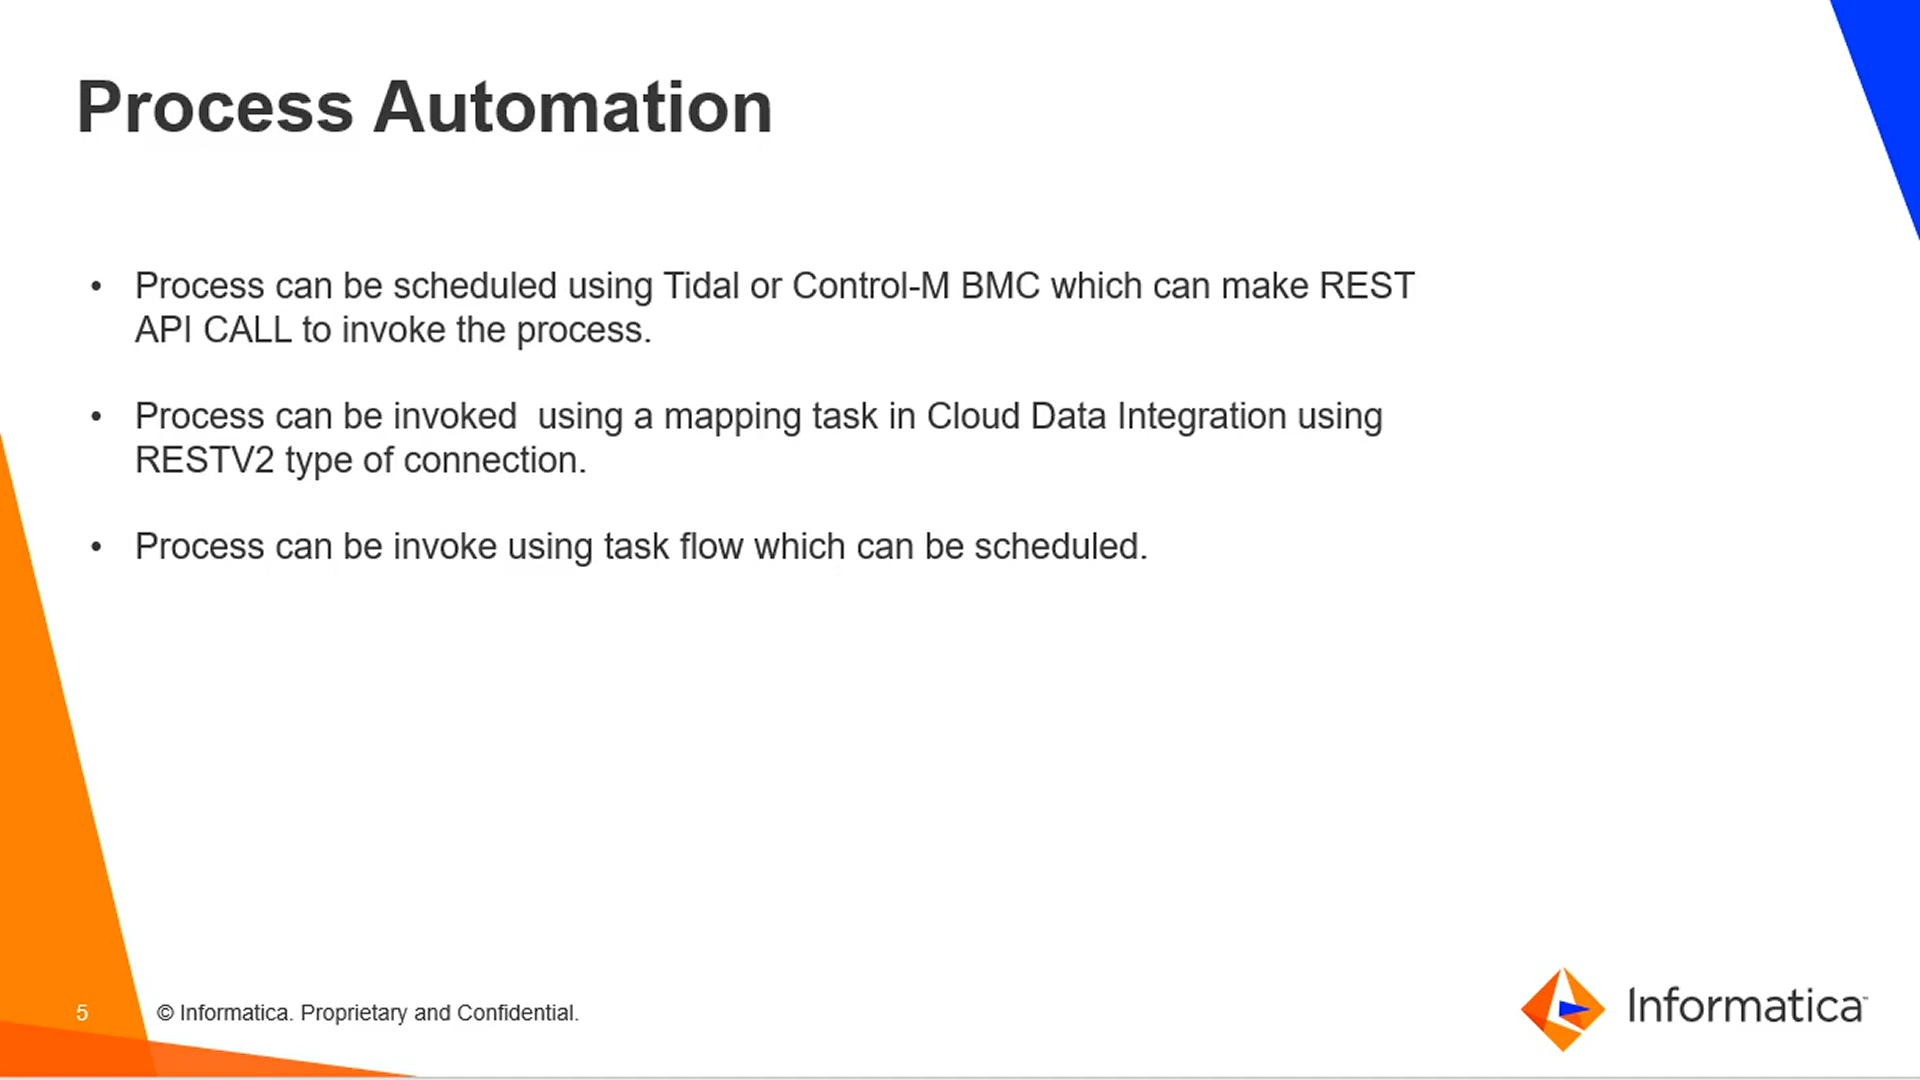 Process Automation
• Process can be scheduled using Tidal or Control-M BMC which can make REST
API CALL to invoke the process.
• Process can be invoked  using a mapping task in Cloud Data Integration using
RESTV2 type of connection.
• Process can be invoke using task flow which can be scheduled.
5
© Informatica. Proprietary and Confidential.
Informatica™